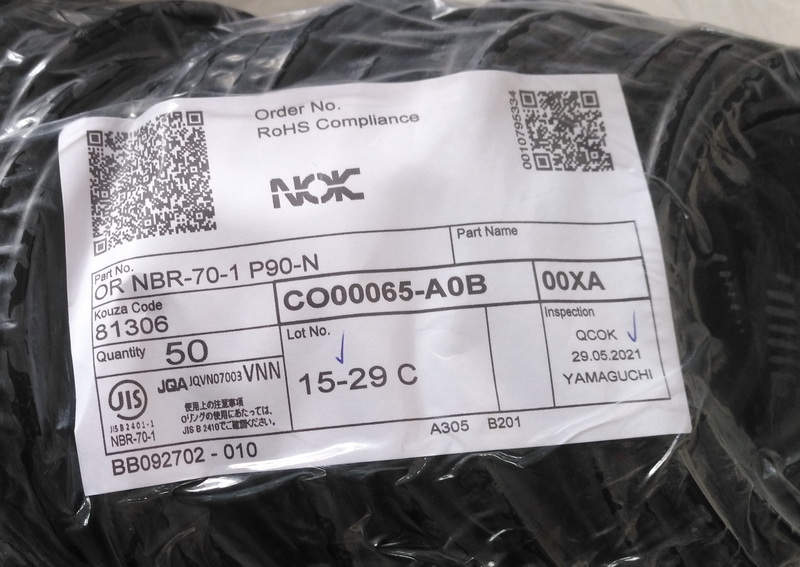 Order No.
RoHS Compliance
0010795334
NOK
Part No.
OR NBR-70-1 P90-N
Part Name
Kouza Code
81306
CO00065-A0B
00XA
Quantity 50
Lot No.
15-29 C
Inspection
QCOK
29.05.2021
YAMAGUCHI
JIS
JQA JQVN07003 VNN
JIS B 2401-1
NBR-70-1
使用上の注意事項
Oリングの使用にあたっては、
JIS B 2410でご確認ください。
A305 B201
BB092702 - 010